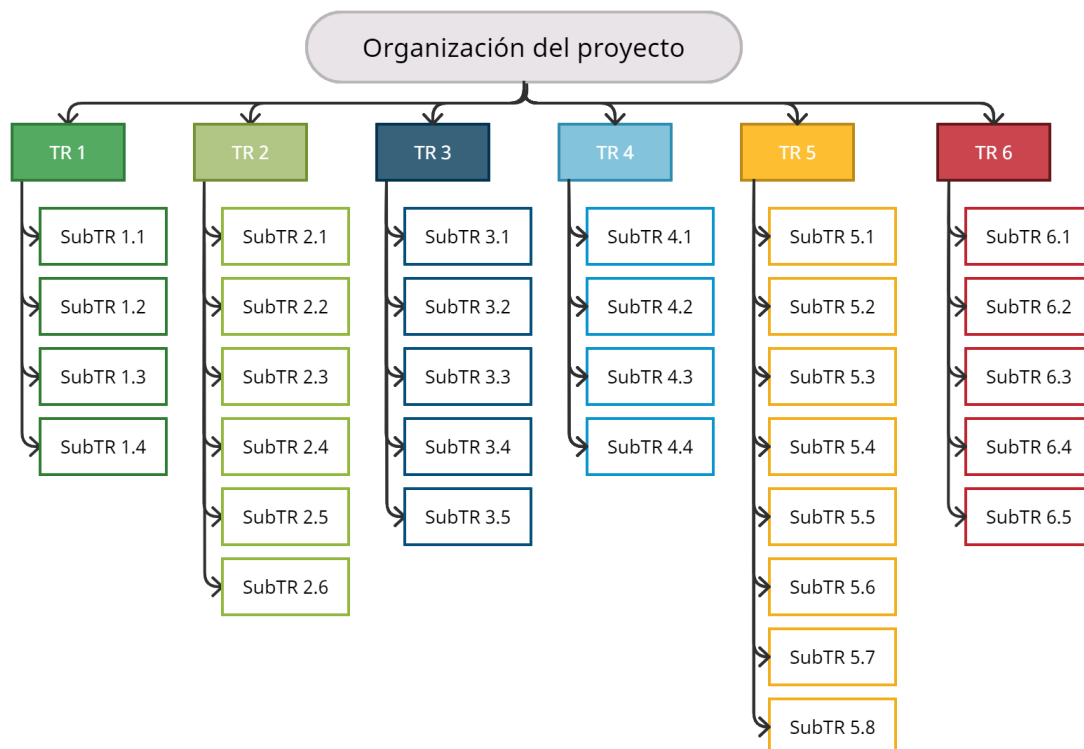 Organización del proyecto
TR 1
TR 2
TR 3
TR 4
TR 5
TR 6
SubTR 1.1
SubTR 2.1
SubTR 3.1
SubTR 4.1
SubTR 5.1
SubTR 6.1
SubTR 1.2
SubTR 2.2
SubTR 3.2
SubTR 4.2
SubTR 5.2
SubTR 6.2
SubTR 1.3
SubTR 2.3
SubTR 3.3
SubTR 4.3
SubTR 5.3
SubTR 6.3
SubTR 1.4
SubTR 2.4
SubTR 3.4
SubTR 4.4
SubTR 5.4
SubTR 6.4
SubTR 2.5
SubTR 3.5
SubTR 5.5
SubTR 6.5
SubTR 2.6
SubTR 5.6
SubTR 5.7
SubTR 5.8